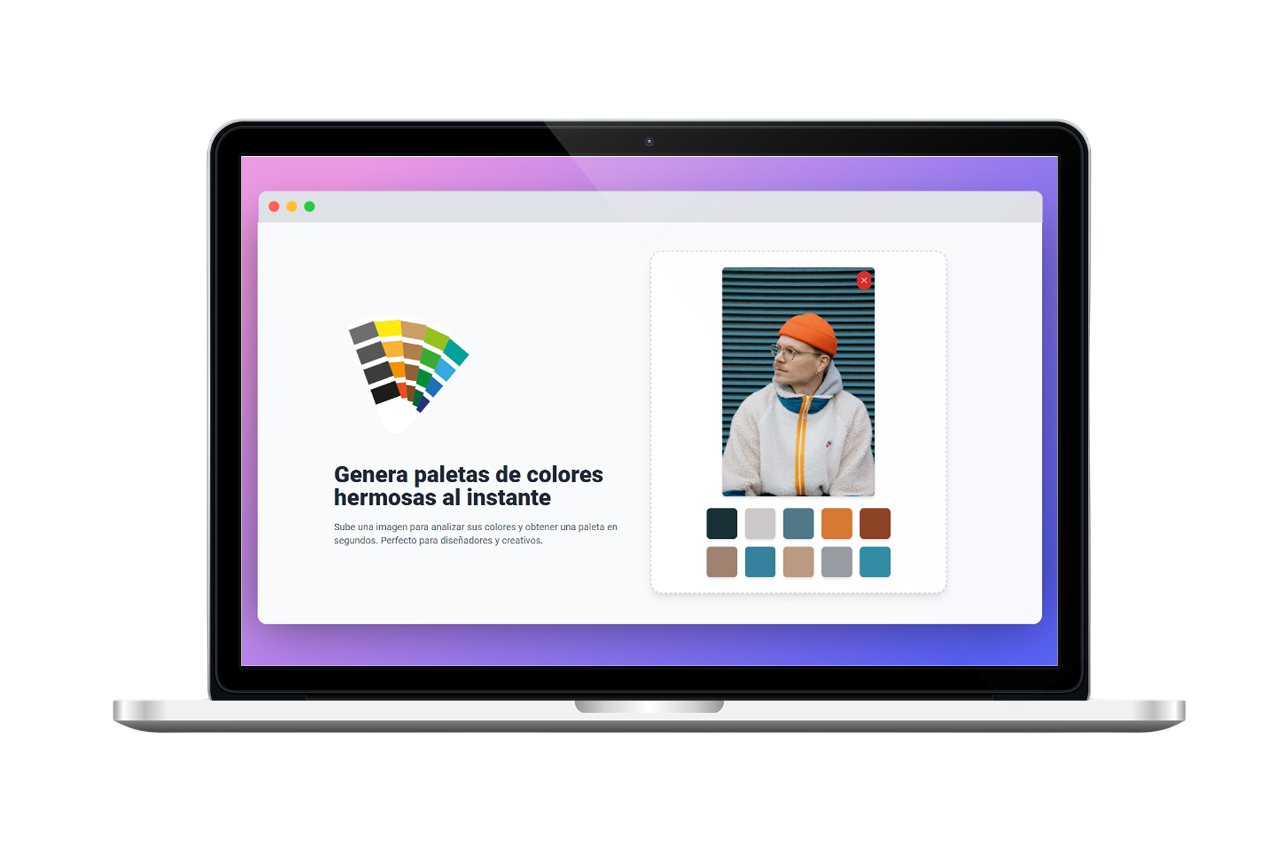 Genera paletas de colores
hermosas al instante
Sube una imagen para analizar sus colores y obtener una paleta en
segundos. Perfecto para diseñadores y creativos.